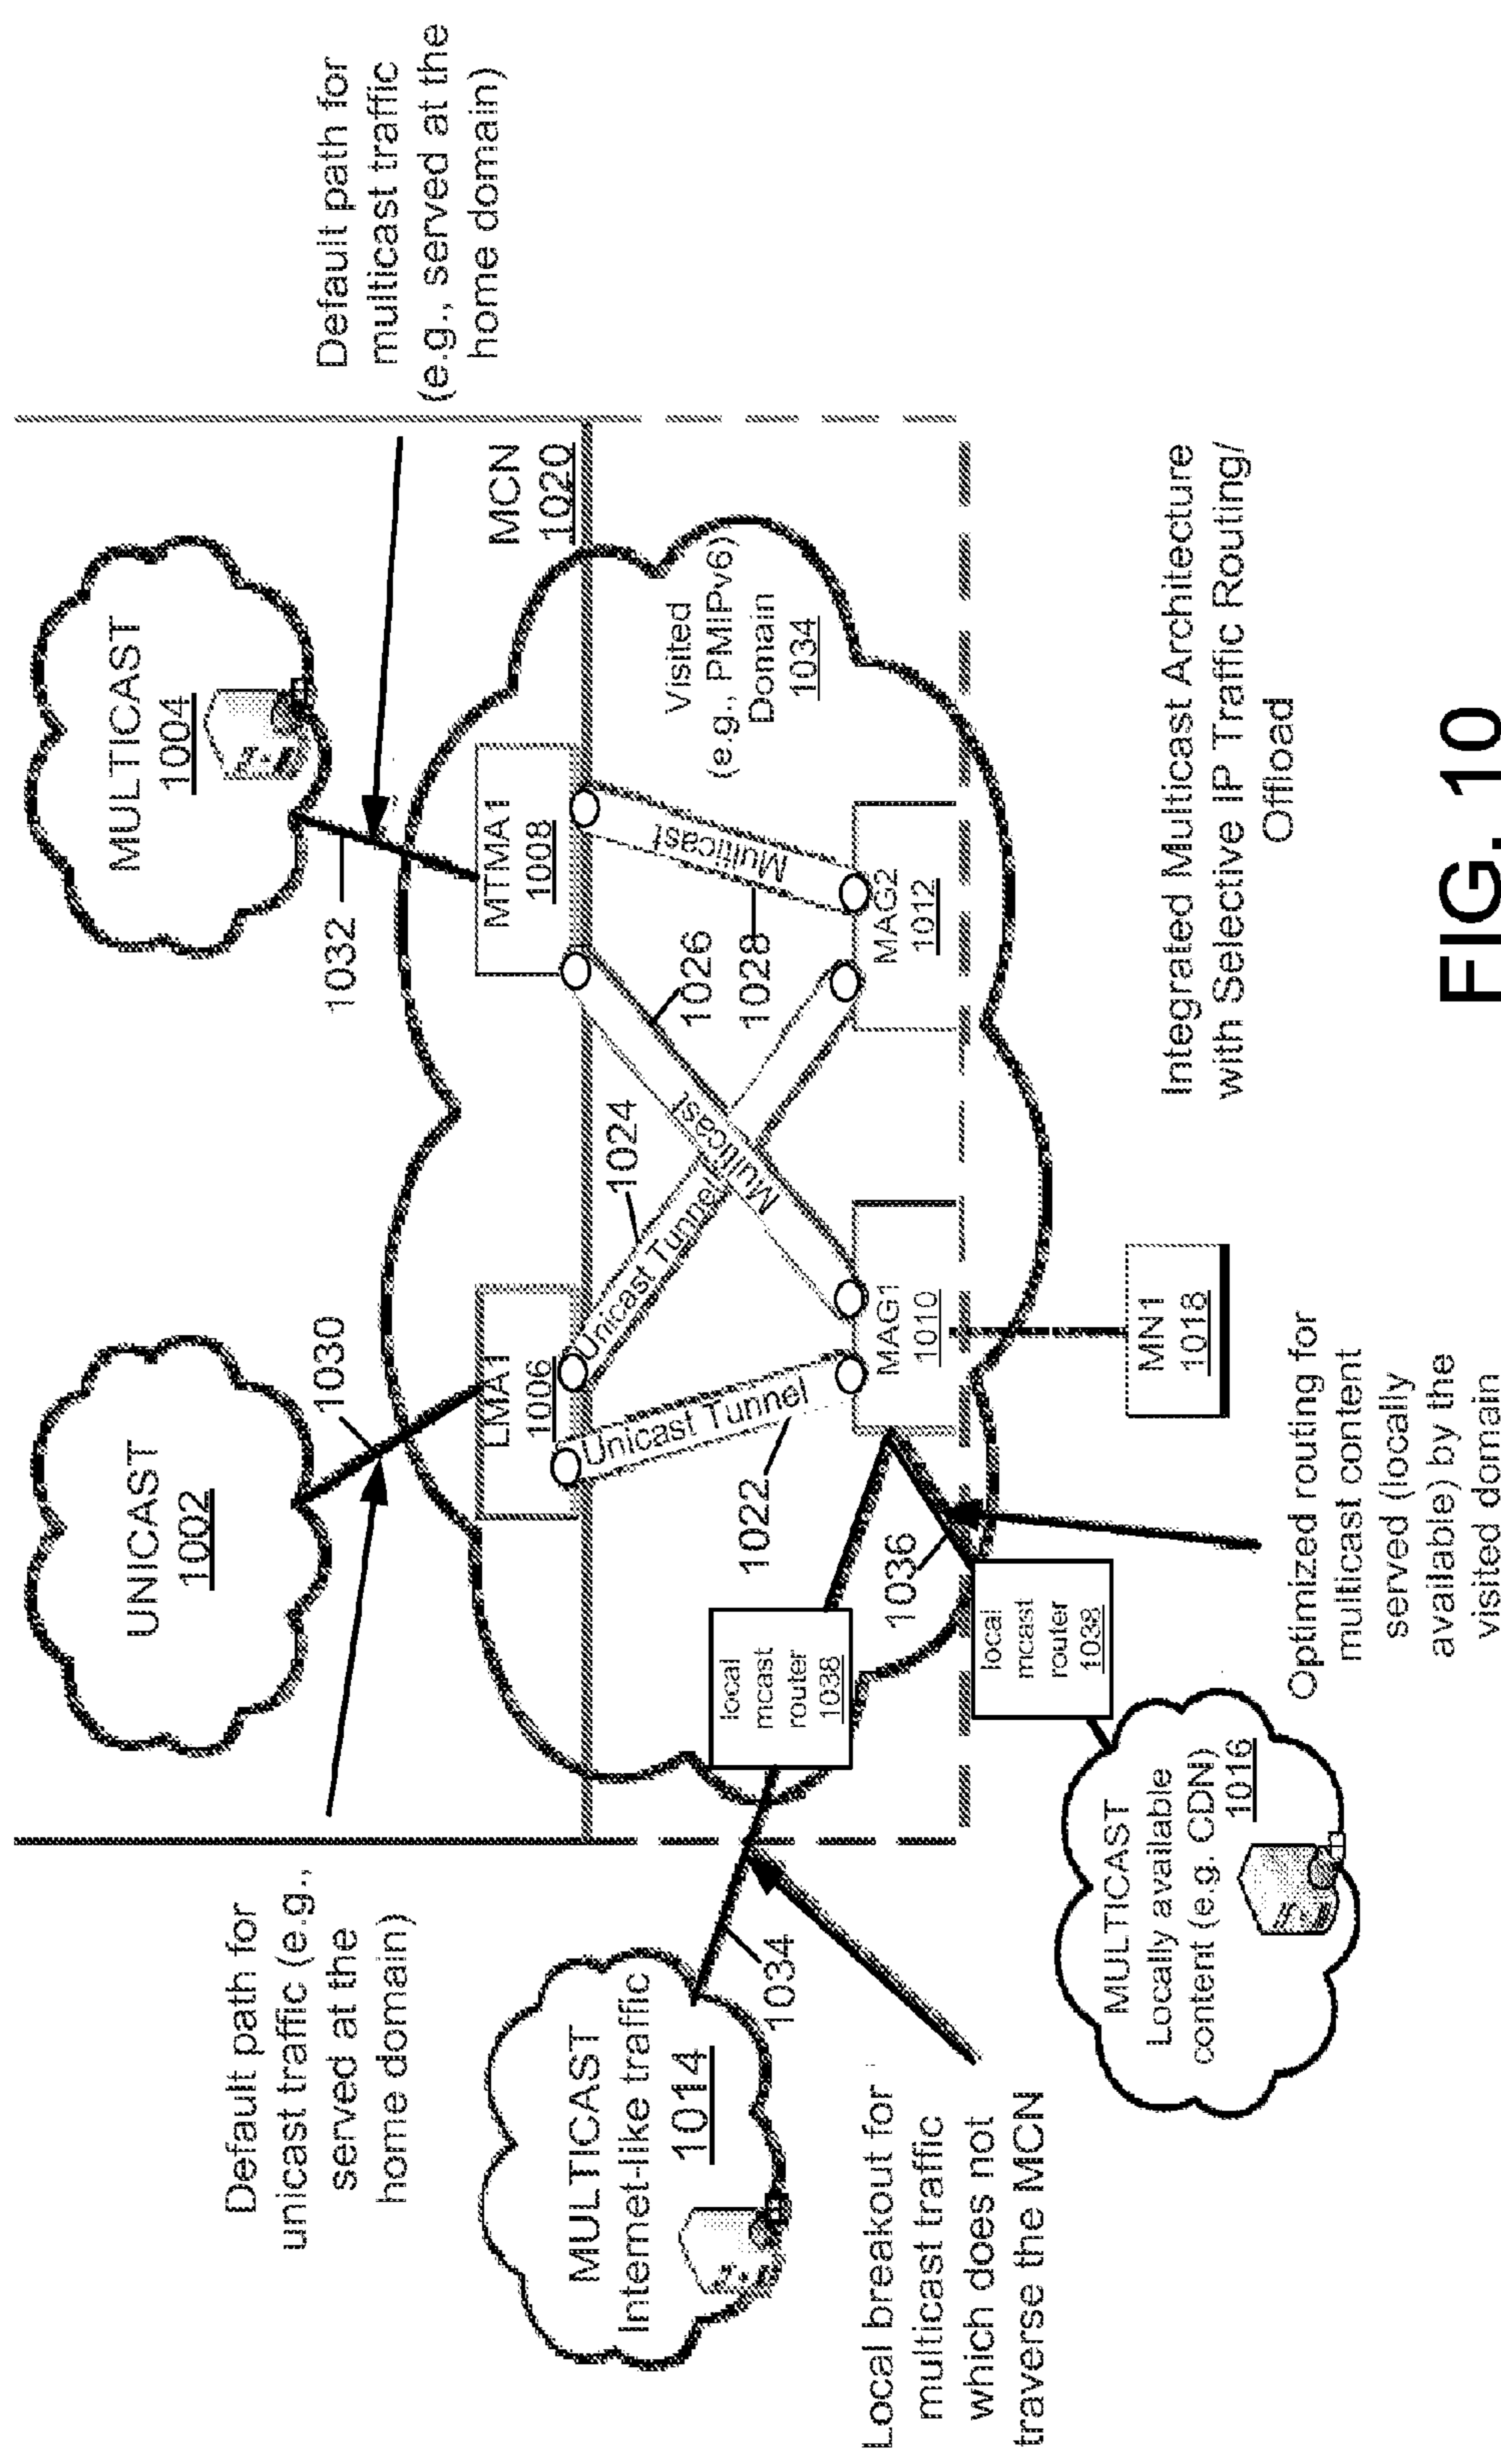 Default path for
unicast traffic (e.g.,
served at the
home domain)
UNICAST
1002
1030
MULTICAST
1004
1032
Default path for
multicast traffic
(e.g., served at the
home domain)
MCN
1020
LMA1
1006
MTMA1
1008
MULTICAST
Internet-like traffic
1014
1034
Unicast Tunnel
1022
Unicast Tunnel
1024
Multicast
1026
Multicast
1028
Visited
(e.g., PMIPv6)
Domain
1034
local
mcast
router
1038
MAG1
1010
MAG2
1012
1036
local
mcast
router
1038
MN1
1018
Local breakout for
multicast traffic
which does not
traverse the MCN
MULTICAST
Locally available
content (e.g. CDN)
1016
Optimized routing for
multicast content
served (locally
available) by the
visited domain
Integrated Multicast Architecture
with Selective IP Traffic Routing/
Offload
FIG. 10